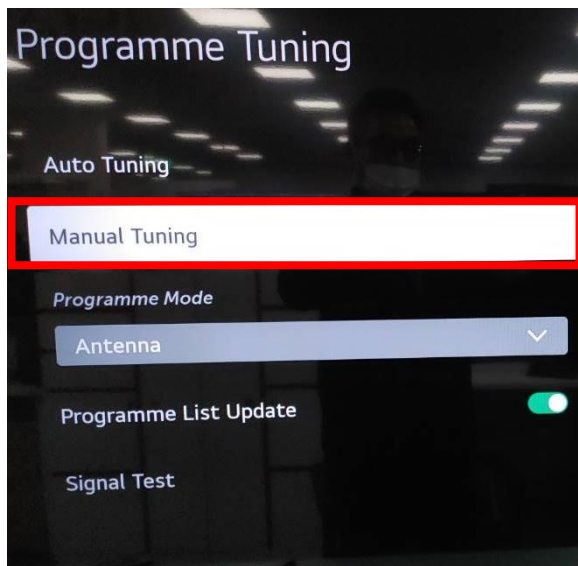 Programme Tuning
Auto Tuning
Manual Tuning
Programme Mode
Antenna
Programme List Update
Signal Test